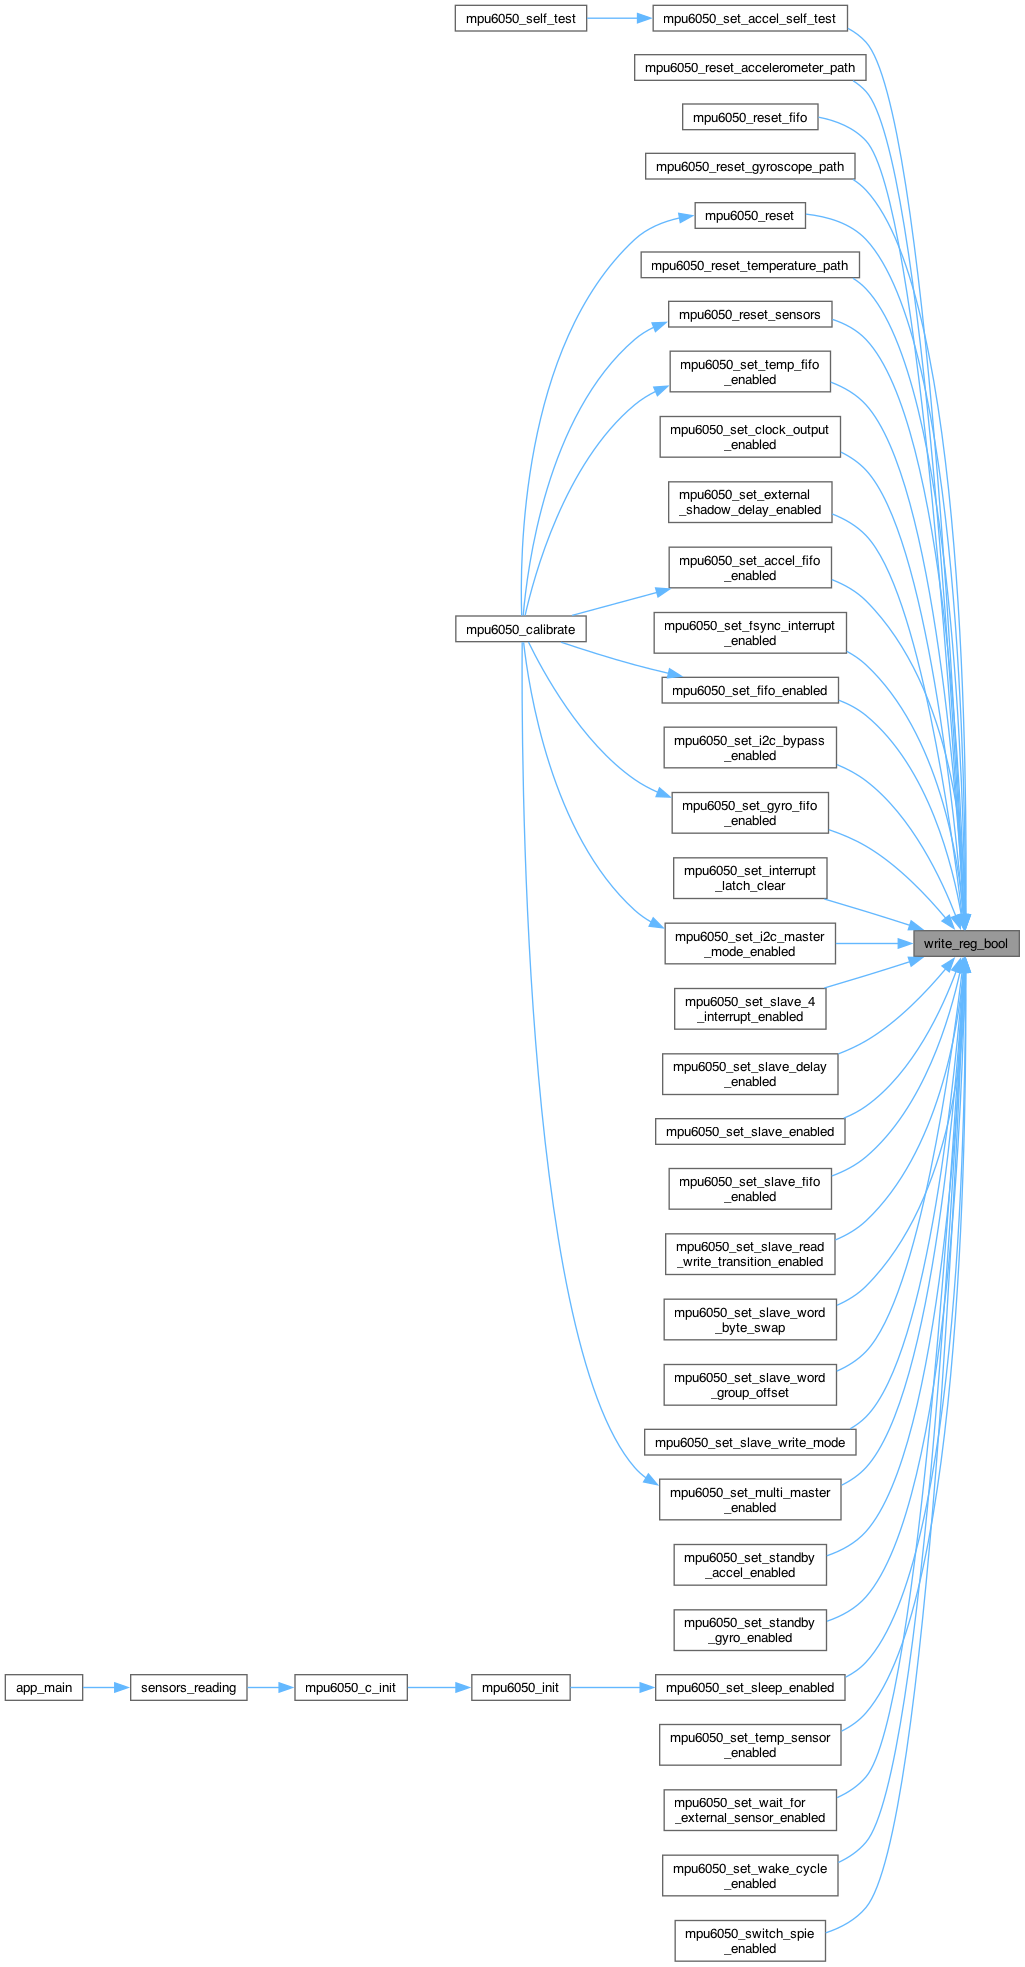 mpu6050_self_test
mpu6050_set_accel_self_test
mpu6050_reset_accelerometer_path
mpu6050_reset_fifo
mpu6050_reset_gyroscope_path
mpu6050_reset
mpu6050_reset_temperature_path
mpu6050_reset_sensors
mpu6050_set_temp_fifo
_enabled
mpu6050_set_clock_output
_enabled
mpu6050_set_external
_shadow_delay_enabled
mpu6050_set_accel_fifo
_enabled
mpu6050_calibrate
mpu6050_set_fsync_interrupt
_enabled
mpu6050_set_fifo_enabled
mpu6050_set_i2c_bypass
_enabled
mpu6050_set_gyro_fifo
_enabled
mpu6050_set_interrupt
_latch_clear
mpu6050_set_i2c_master
_mode_enabled
write_reg_bool
mpu6050_set_slave_4
_interrupt_enabled
mpu6050_set_slave_delay
_enabled
mpu6050_set_slave_enabled
mpu6050_set_slave_fifo
_enabled
mpu6050_set_slave_read
_write_transition_enabled
mpu6050_set_slave_word
_byte_swap
mpu6050_set_slave_word
_group_offset
mpu6050_set_slave_write_mode
mpu6050_set_multi_master
_enabled
mpu6050_set_standby
_accel_enabled
mpu6050_set_standby
_gyro_enabled
app_main
sensors_reading
mpu6050_c_init
mpu6050_init
mpu6050_set_sleep_enabled
mpu6050_set_temp_sensor
_enabled
mpu6050_set_wait_for
_external_sensor_enabled
mpu6050_set_wake_cycle
_enabled
mpu6050_switch_spie
_enabled